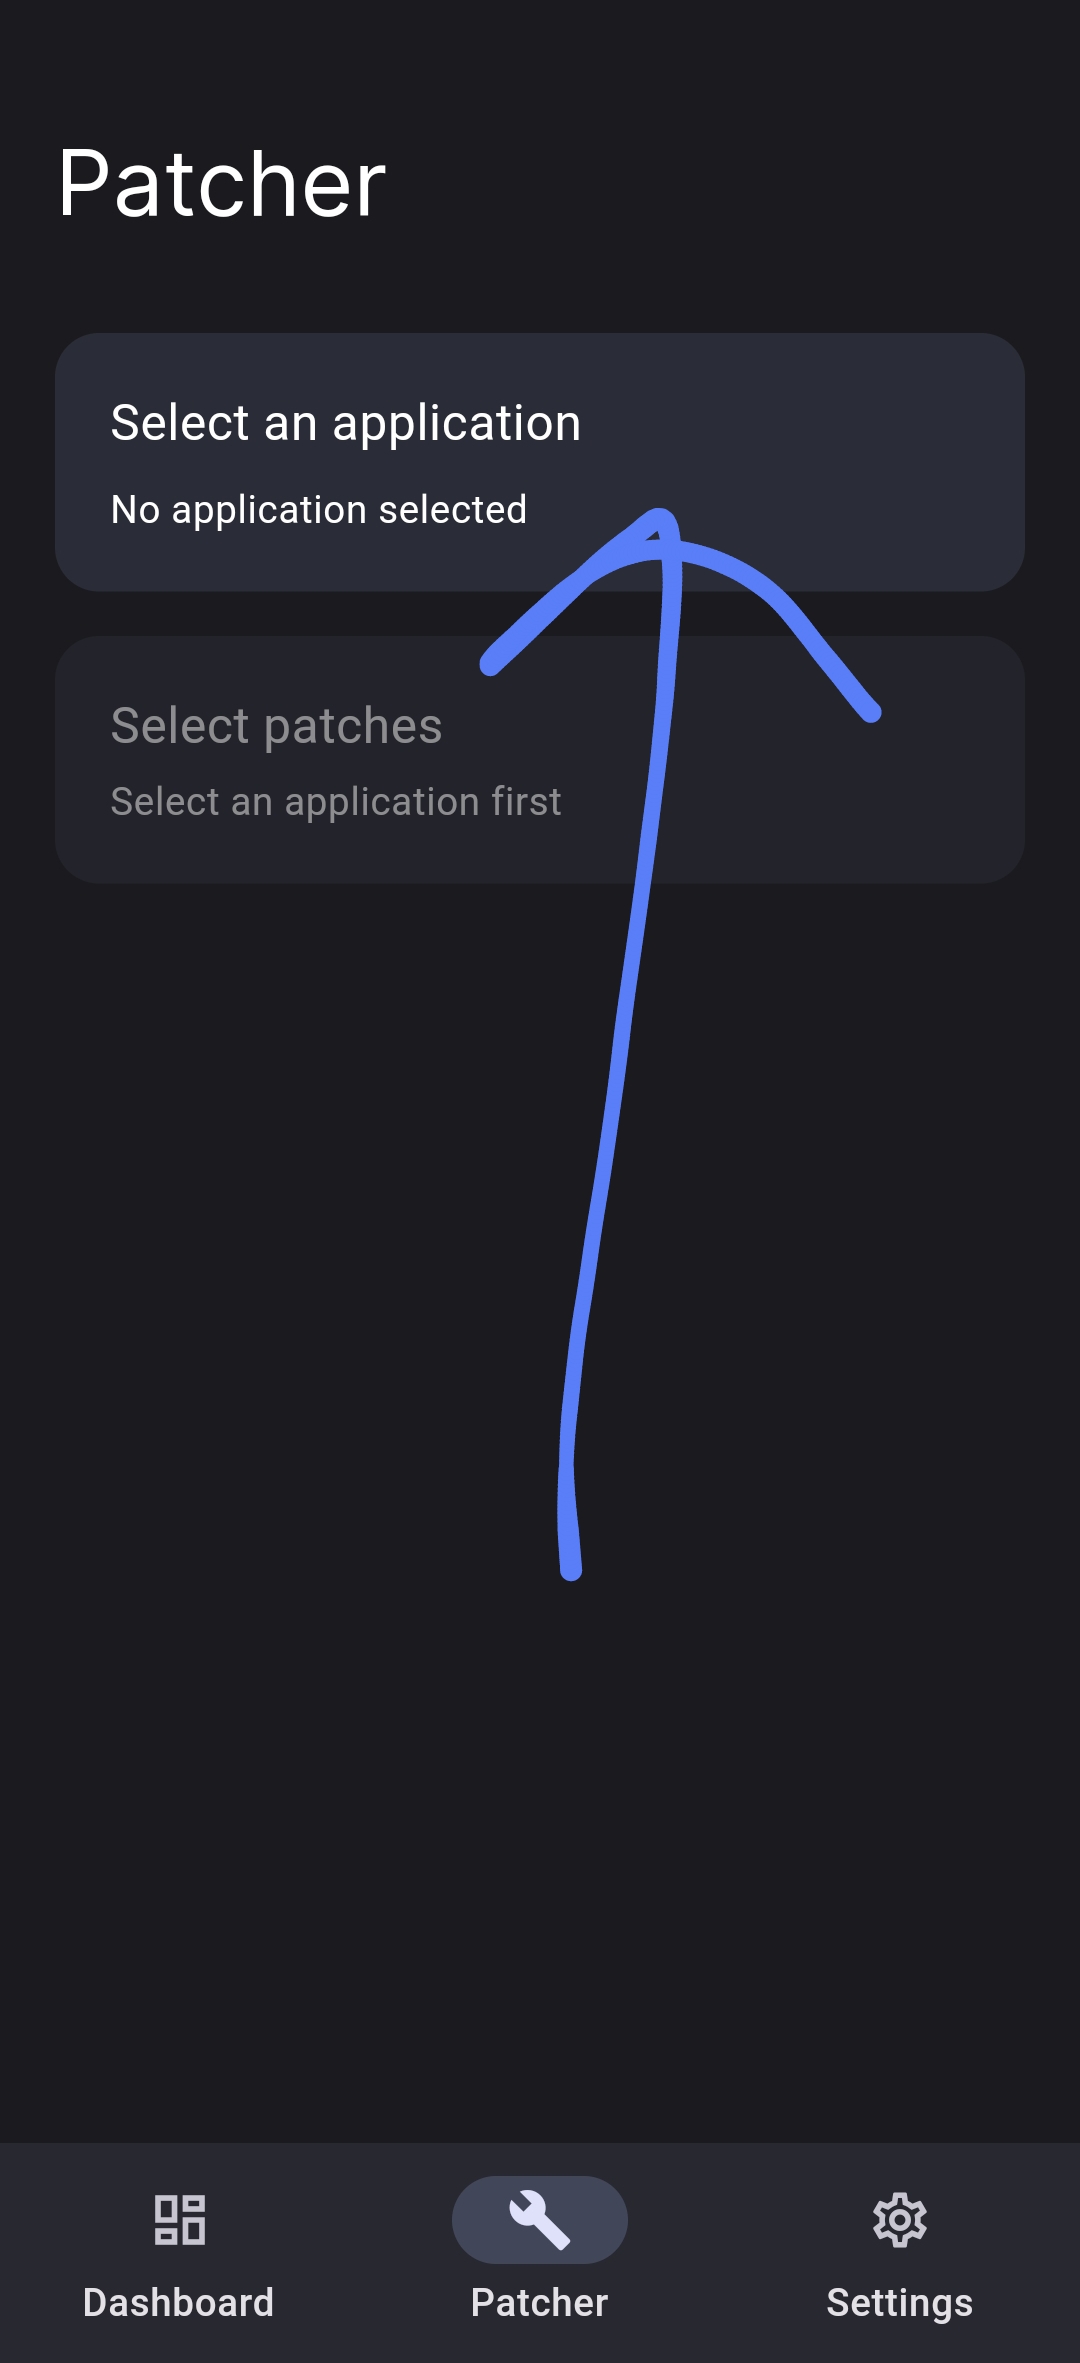 Patcher
Select an application
No application selected
Select patches
Select an application first
Dashboard
Patcher
Settings